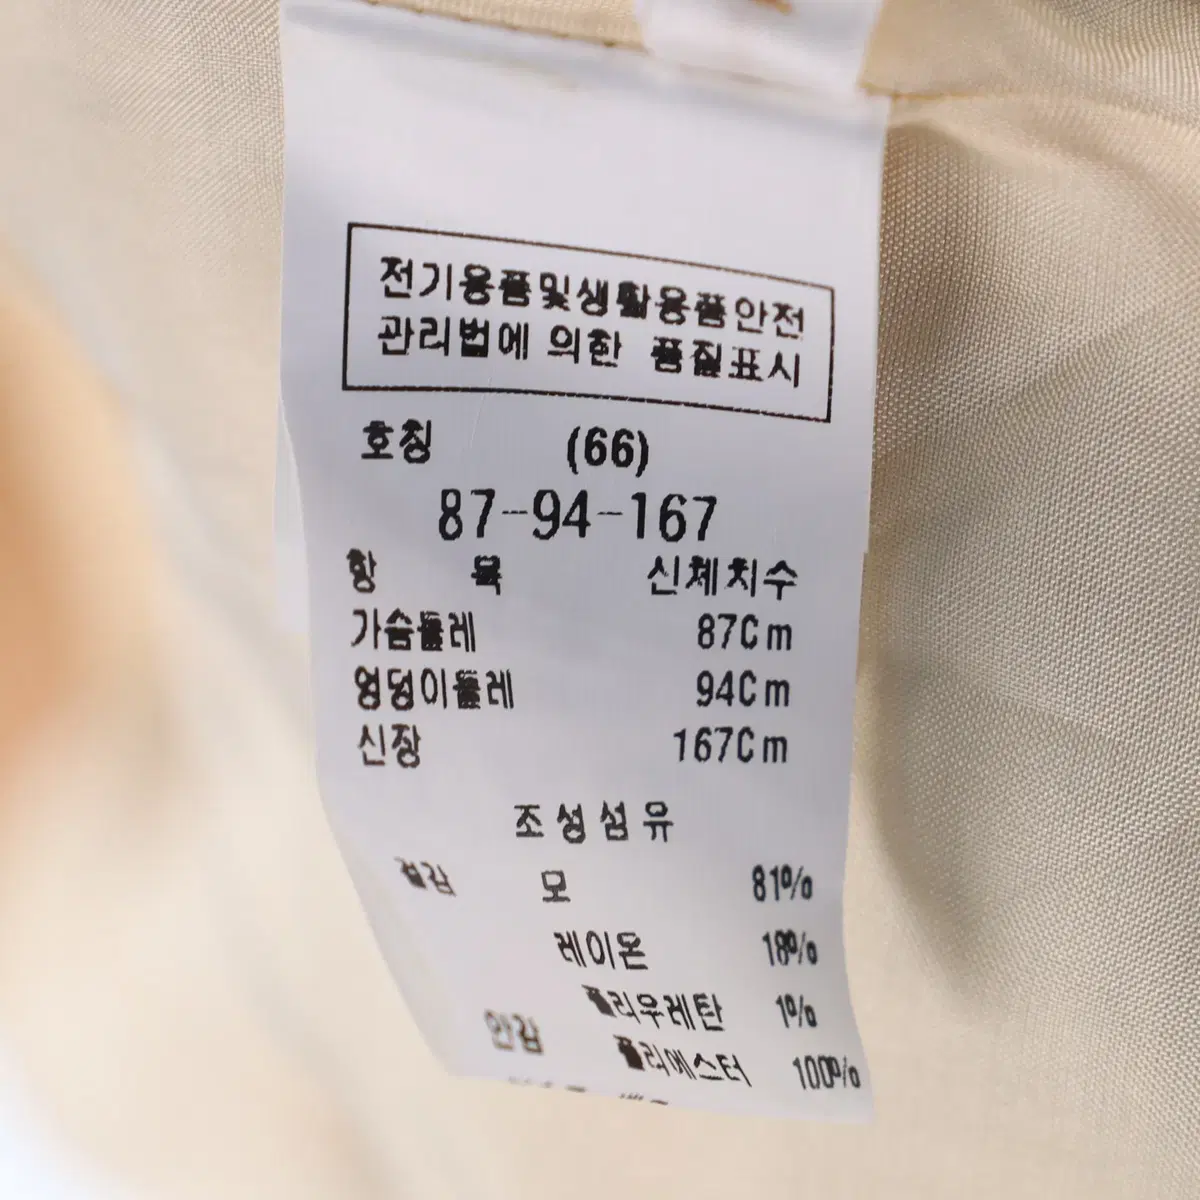 전기용품및생활용품안전
관리법에 의한 품질표시
호칭 (66)
87-94-167
항 목 신체치수
가슴둘레 87Cm
엉덩이둘레 94Cm
신장 167Cm
조성섬유
겉감 모 81%
레이온 18%
폴리우레탄 1%
안감 폴리에스터 100%